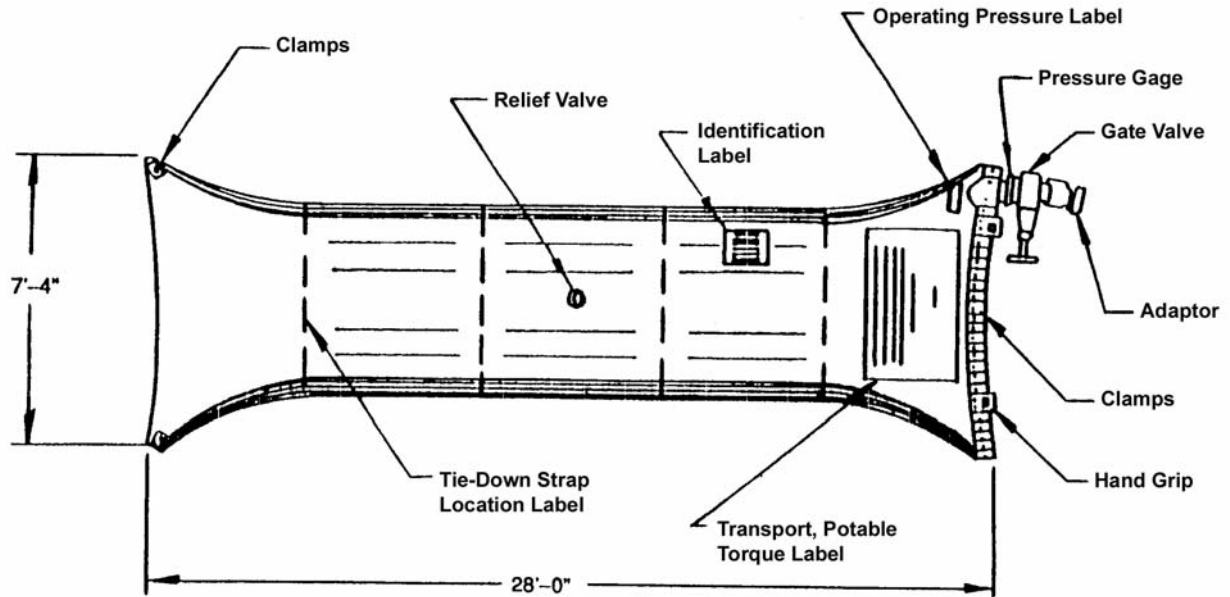 Operating Pressure Label
Clamps
Pressure Gage
Relief Valve
Identification
Label
Gate Valve
7'–4"
Adaptor
Clamps
Tie-Down Strap
Location Label
Hand Grip
Transport, Potable
Torque Label
28'–0"